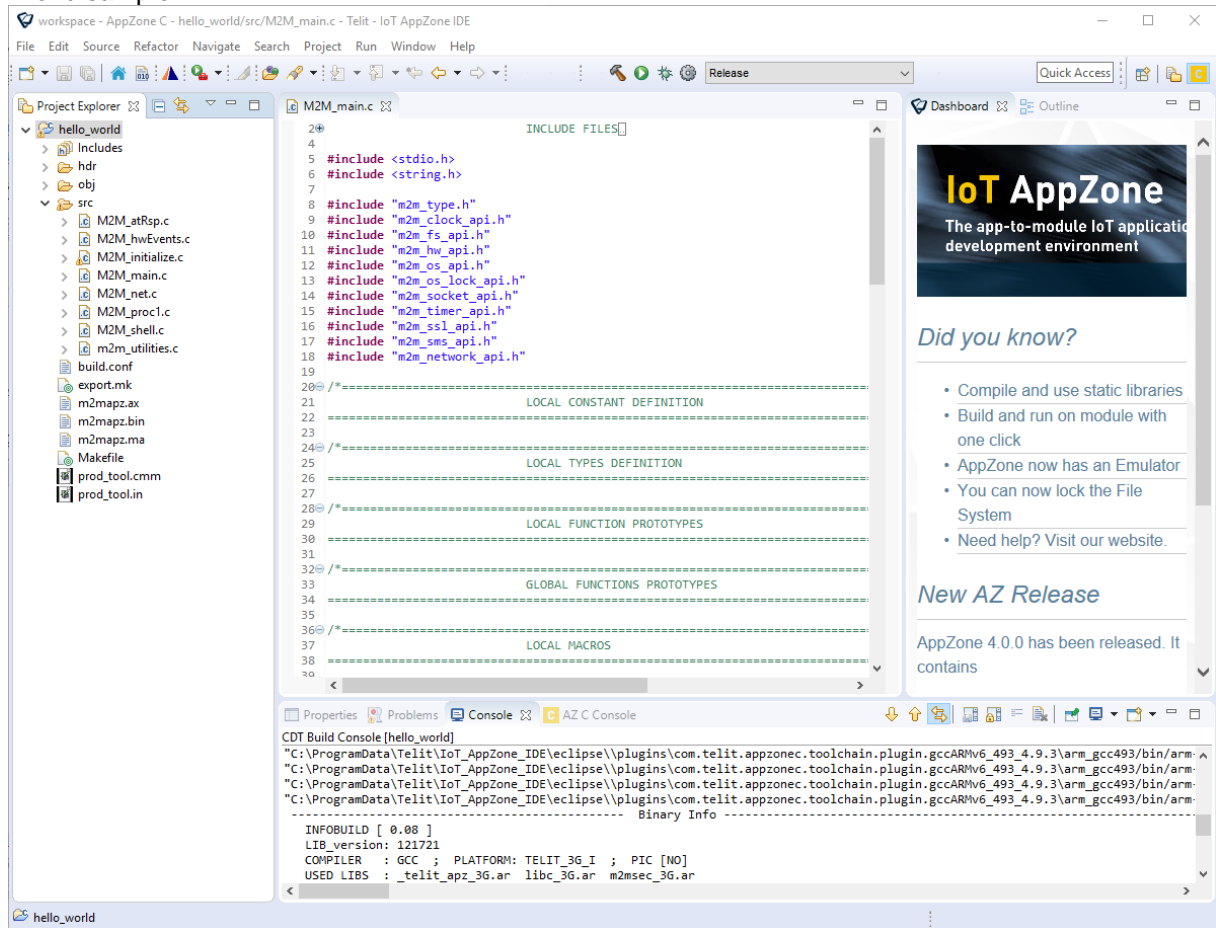 workspace - AppZone C - hello_world/src/M2M_main.c - Telit - IoT AppZone IDE
File Edit Source Refactor Navigate Search Project Run Window Help
Release
Quick Access
Project Explorer
hello_world
Includes
hdr
obj
src
M2M_atRsp.c
M2M_hwEvents.c
M2M_initialize.c
M2M_main.c
M2M_net.c
M2M_proc1.c
M2M_shell.c
m2m_utilities.c
build.conf
export.mk
m2mapz.ax
m2mapz.bin
m2mapz.ma
Makefile
prod_tool.cmm
prod_tool.in
M2M_main.c
2 INCLUDE FILES
4
5 #include <stdio.h>
6 #include <string.h>
7
8 #include "m2m_type.h"
9 #include "m2m_clock_api.h"
10 #include "m2m_fs_api.h"
11 #include "m2m_hw_api.h"
12 #include "m2m_os_api.h"
13 #include "m2m_os_lock_api.h"
14 #include "m2m_socket_api.h"
15 #include "m2m_timer_api.h"
16 #include "m2m_ssl_api.h"
17 #include "m2m_sms_api.h"
18 #include "m2m_network_api.h"
19
20 /*==========================================================================
21 LOCAL CONSTANT DEFINITION
22 ============================================================================
23
24 /*==========================================================================
25 LOCAL TYPES DEFINITION
26 ============================================================================
27
28 /*==========================================================================
29 LOCAL FUNCTION PROTOTYPES
30 ============================================================================
31
32 /*==========================================================================
33 GLOBAL FUNCTIONS PROTOTYPES
34 ============================================================================
35
36 /*==========================================================================
37 LOCAL MACROS
38 ============================================================================
39
Dashboard Outline
IoT AppZone
The app-to-module IoT applicatio
development environment
Did you know?
• Compile and use static libraries
• Build and run on module with
one click
• AppZone now has an Emulator
• You can now lock the File
System
• Need help? Visit our website.
New AZ Release
AppZone 4.0.0 has been released. It
contains
Properties Problems Console AZ C Console
CDT Build Console [hello_world]
"C:\ProgramData\Telit\IoT_AppZone_IDE\eclipse\\plugins\com.telit.appzonec.toolchain.plugin.gccARMv6_493_4.9.3\arm_gcc493/bin/arm-
"C:\ProgramData\Telit\IoT_AppZone_IDE\eclipse\\plugins\com.telit.appzonec.toolchain.plugin.gccARMv6_493_4.9.3\arm_gcc493/bin/arm-
"C:\ProgramData\Telit\IoT_AppZone_IDE\eclipse\\plugins\com.telit.appzonec.toolchain.plugin.gccARMv6_493_4.9.3\arm_gcc493/bin/arm-
"C:\ProgramData\Telit\IoT_AppZone_IDE\eclipse\\plugins\com.telit.appzonec.toolchain.plugin.gccARMv6_493_4.9.3\arm_gcc493/bin/arm-
------------------------------------------ Binary Info ------------------------------------------
INFOBUILD [ 0.08 ]
LIB_version: 121721
COMPILER : GCC ; PLATFORM: TELIT_3G_I ; PIC [NO]
USED LIBS : _telit_apz_3G.ar libc_3G.ar m2msec_3G.ar
hello_world